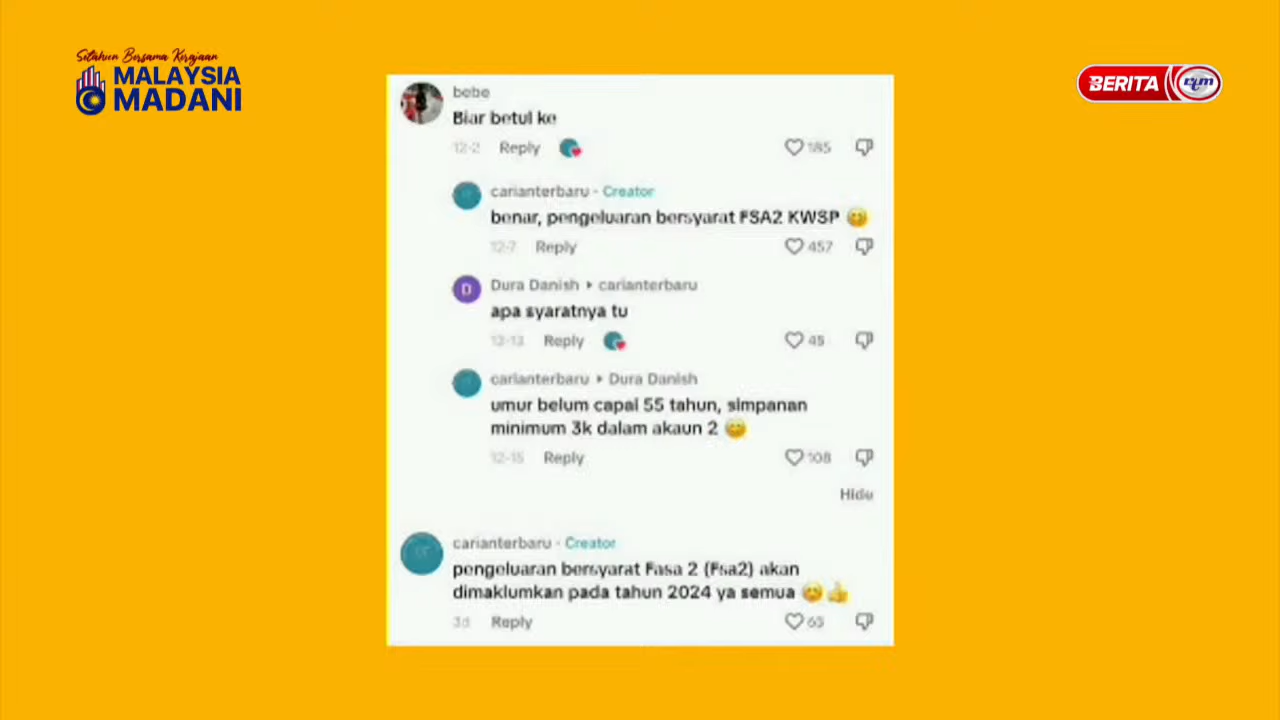 Setahun Bersama Kerajaan
MALAYSIA
MADANI
BERITA rtm
bebe
Biar betul ke
12-2 Reply 185
carianterbaru · Creator
benar, pengeluaran bersyarat FSA2 KWSP 😊
12-7 Reply 457
D
Dura Danish ▸ carianterbaru
apa syaratnya tu
12-13 Reply 45
carianterbaru ▸ Dura Danish
umur belum capai 55 tahun, simpanan
minimum 3k dalam akaun 2 😊
12-15 Reply 108
Hide
carianterbaru · Creator
pengeluaran bersyarat Fasa 2 (Fsa2) akan
dimaklumkan pada tahun 2024 ya semua 😊👍
3d Reply 63